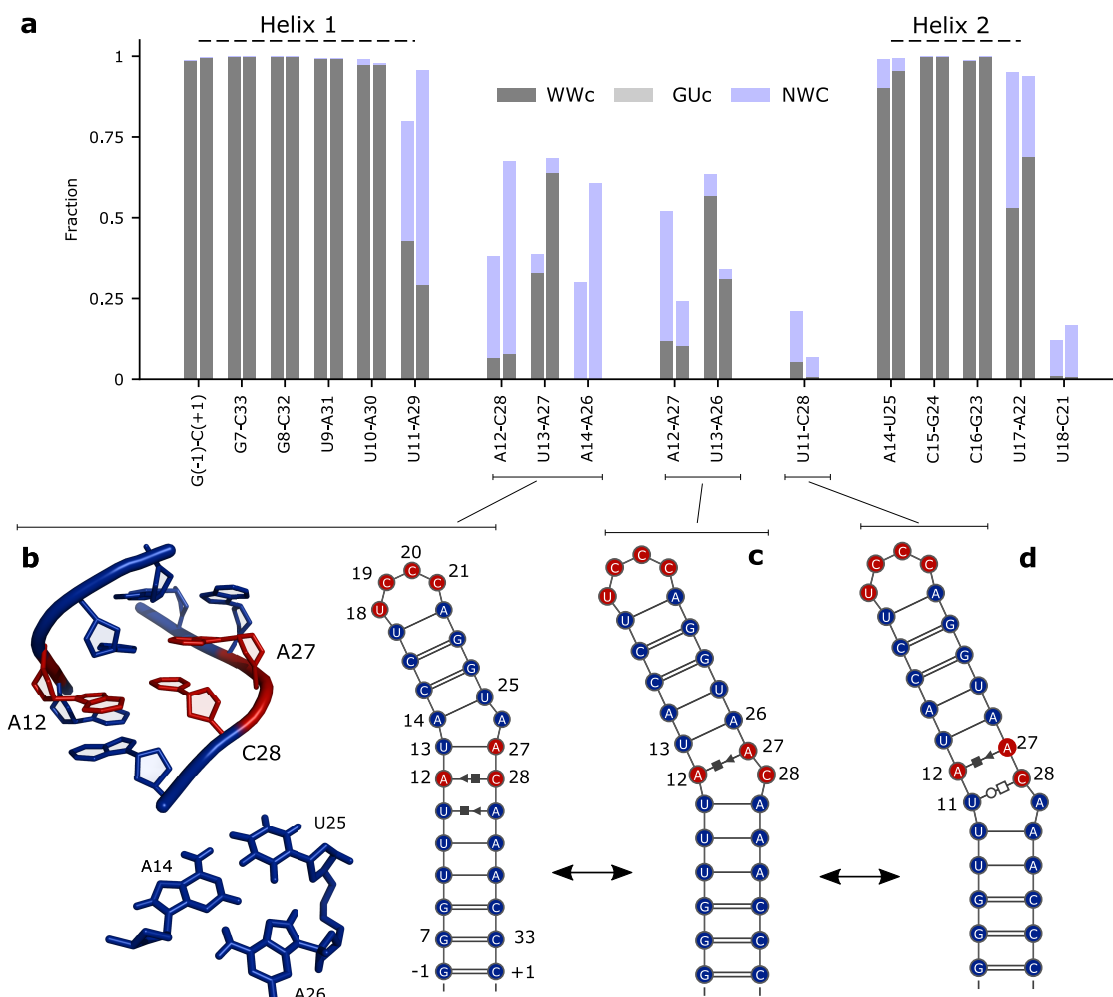 a
Helix 1
Helix 2
WWc
GUc
NWC
Fraction
1
0.75
0.5
0.25
0
G(-1)-C(+1)
G7-C33
G8-C32
U9-A31
U10-A30
U11-A29
A12-C28
U13-A27
A14-A26
A12-A27
U13-A26
U11-C28
A14-U25
C15-G24
C16-G23
U17-A22
U18-C21
b
A27
A12
C28
U25
A14
A26
20
19
C
C
C
21
18
U
U
A
C
G
C
G
25
U
14
A
A
13
U
A
27
12
A
C
28
U
A
U
A
U
A
G
C
7
G
C
33
-1
G
C
+1
c
C
C
C
U
A
U
G
C
G
C
U
A
A
26
13
U
A
27
12
A
C
28
U
A
U
A
U
A
G
C
G
C
G
C
d
C
C
C
U
A
U
G
C
G
C
U
A
A
U
A
27
12
A
C
28
11
U
A
U
A
U
A
G
C
G
C
G
C